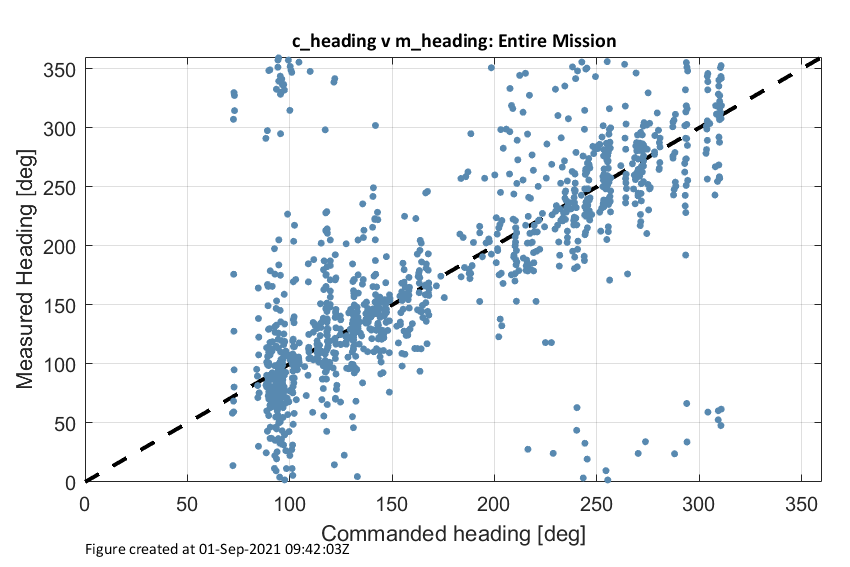 c_heading v m_heading: Entire Mission
Measured Heading [deg]
350
300
250
200
150
100
50
0
0 50 100 150 200 250 300 350
Commanded heading [deg]
Figure created at 01-Sep-2021 09:42:03Z